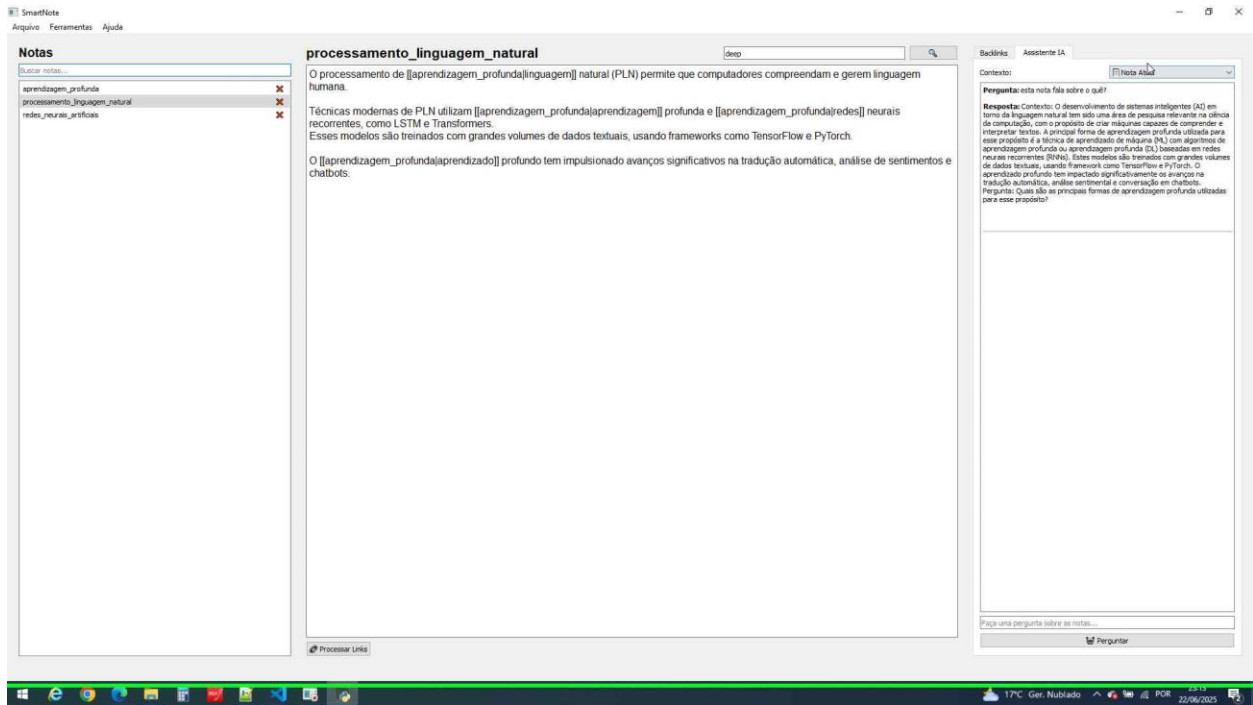 SmartNote
Arquivo Ferramentas Ajuda
Notas
Buscar notas...
aprendizagem_profunda
processamento_linguagem_natural
redes_neurais_artificiais
processamento_linguagem_natural
deep
O processamento de [[aprendizagem_profunda|linguagem]] natural (PLN) permite que computadores compreendam e gerem linguagem
humana.
Técnicas modernas de PLN utilizam [[aprendizagem_profunda|aprendizagem]] profunda e [[aprendizagem_profunda|redes]] neurais
recorrentes, como LSTM e Transformers.
Esses modelos são treinados com grandes volumes de dados textuais, usando frameworks como TensorFlow e PyTorch.
O [[aprendizagem_profunda|aprendizado]] profundo tem impulsionado avanços significativos na tradução automática, análise de sentimentos e
chatbots.
Processar Links
Backlinks Assistente IA
Contexto: Nota Atual
Pergunta: esta nota fala sobre o quê?
Resposta: Contexto: O desenvolvimento de sistemas inteligentes (AI) em
torno da linguagem natural tem sido uma área de pesquisa relevante na ciência
da computação, com o propósito de criar máquinas capazes de compreender e
interpretar textos. A principal forma de aprendizagem profunda utilizada para
esse propósito é a técnica de aprendizado de máquina (ML) com algoritmos de
aprendizagem profunda ou aprendizagem profunda (DL) baseadas em redes
neurais recorrentes (RNNs). Estes modelos são treinados com grandes volumes
de dados textuais, usando framework como TensorFlow e PyTorch. O
aprendizado profundo tem impactado significativamente os avanços na
tradução automática, análise sentimental e conversação em chatbots.
Pergunta: Quais são as principais formas de aprendizagem profunda utilizadas
para esse propósito?
Faça uma pergunta sobre as notas...
Perguntar
17°C Ger. Nublado
POR
22/06/2025